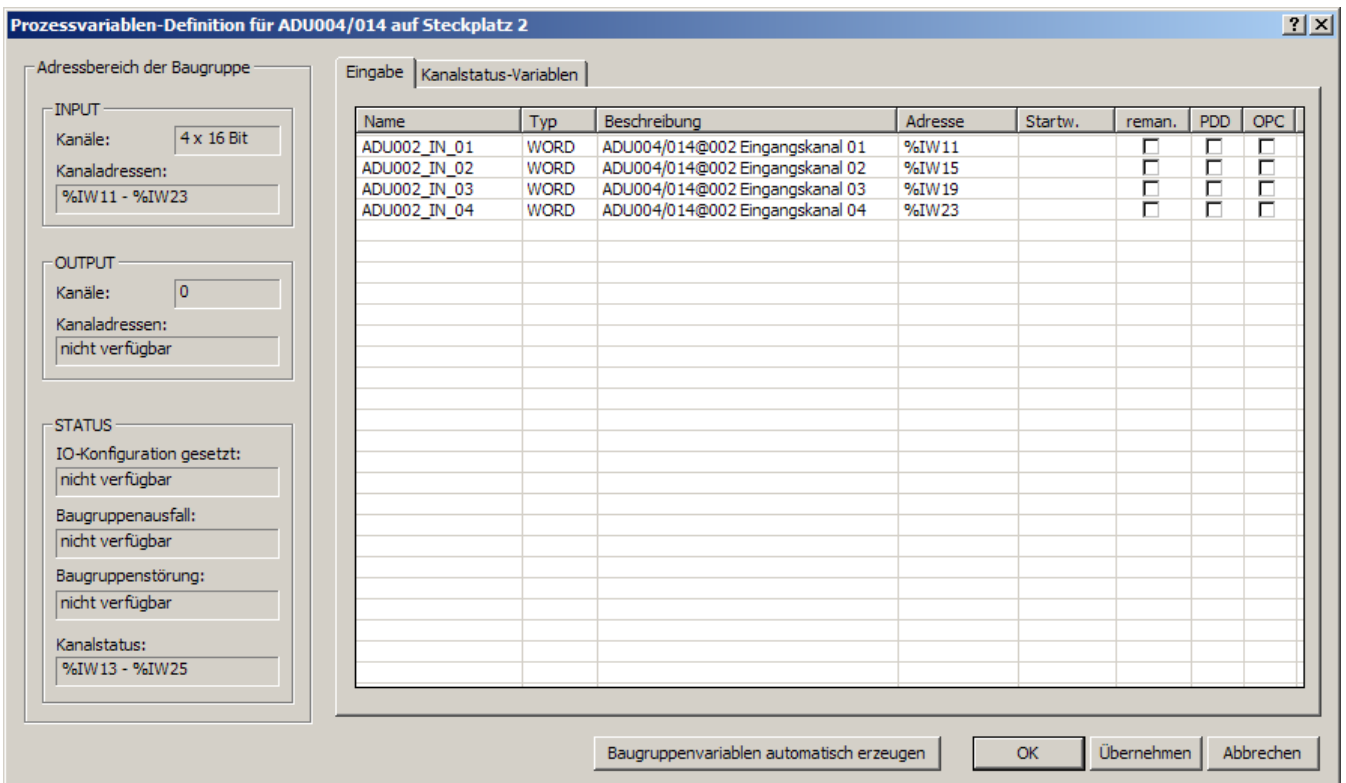 Prozessvariablen-Definition für ADU004/014 auf Steckplatz 2
Adressbereich der Baugruppe
INPUT
Kanäle: 4 x 16 Bit
Kanaladressen:
%IW11 - %IW23
OUTPUT
Kanäle: 0
Kanaladressen:
nicht verfügbar
STATUS
IO-Konfiguration gesetzt:
nicht verfügbar
Baugruppenausfall:
nicht verfügbar
Baugruppenstörung:
nicht verfügbar
Kanalstatus:
%IW13 - %IW25
Eingabe Kanalstatus-Variablen
Name Typ Beschreibung Adresse Startw. reman. PDD OPC
ADU002_IN_01 WORD ADU004/014@002 Eingangskanal 01 %IW11
ADU002_IN_02 WORD ADU004/014@002 Eingangskanal 02 %IW15
ADU002_IN_03 WORD ADU004/014@002 Eingangskanal 03 %IW19
ADU002_IN_04 WORD ADU004/014@002 Eingangskanal 04 %IW23
Baugruppenvariablen automatisch erzeugen OK Übernehmen Abbrechen